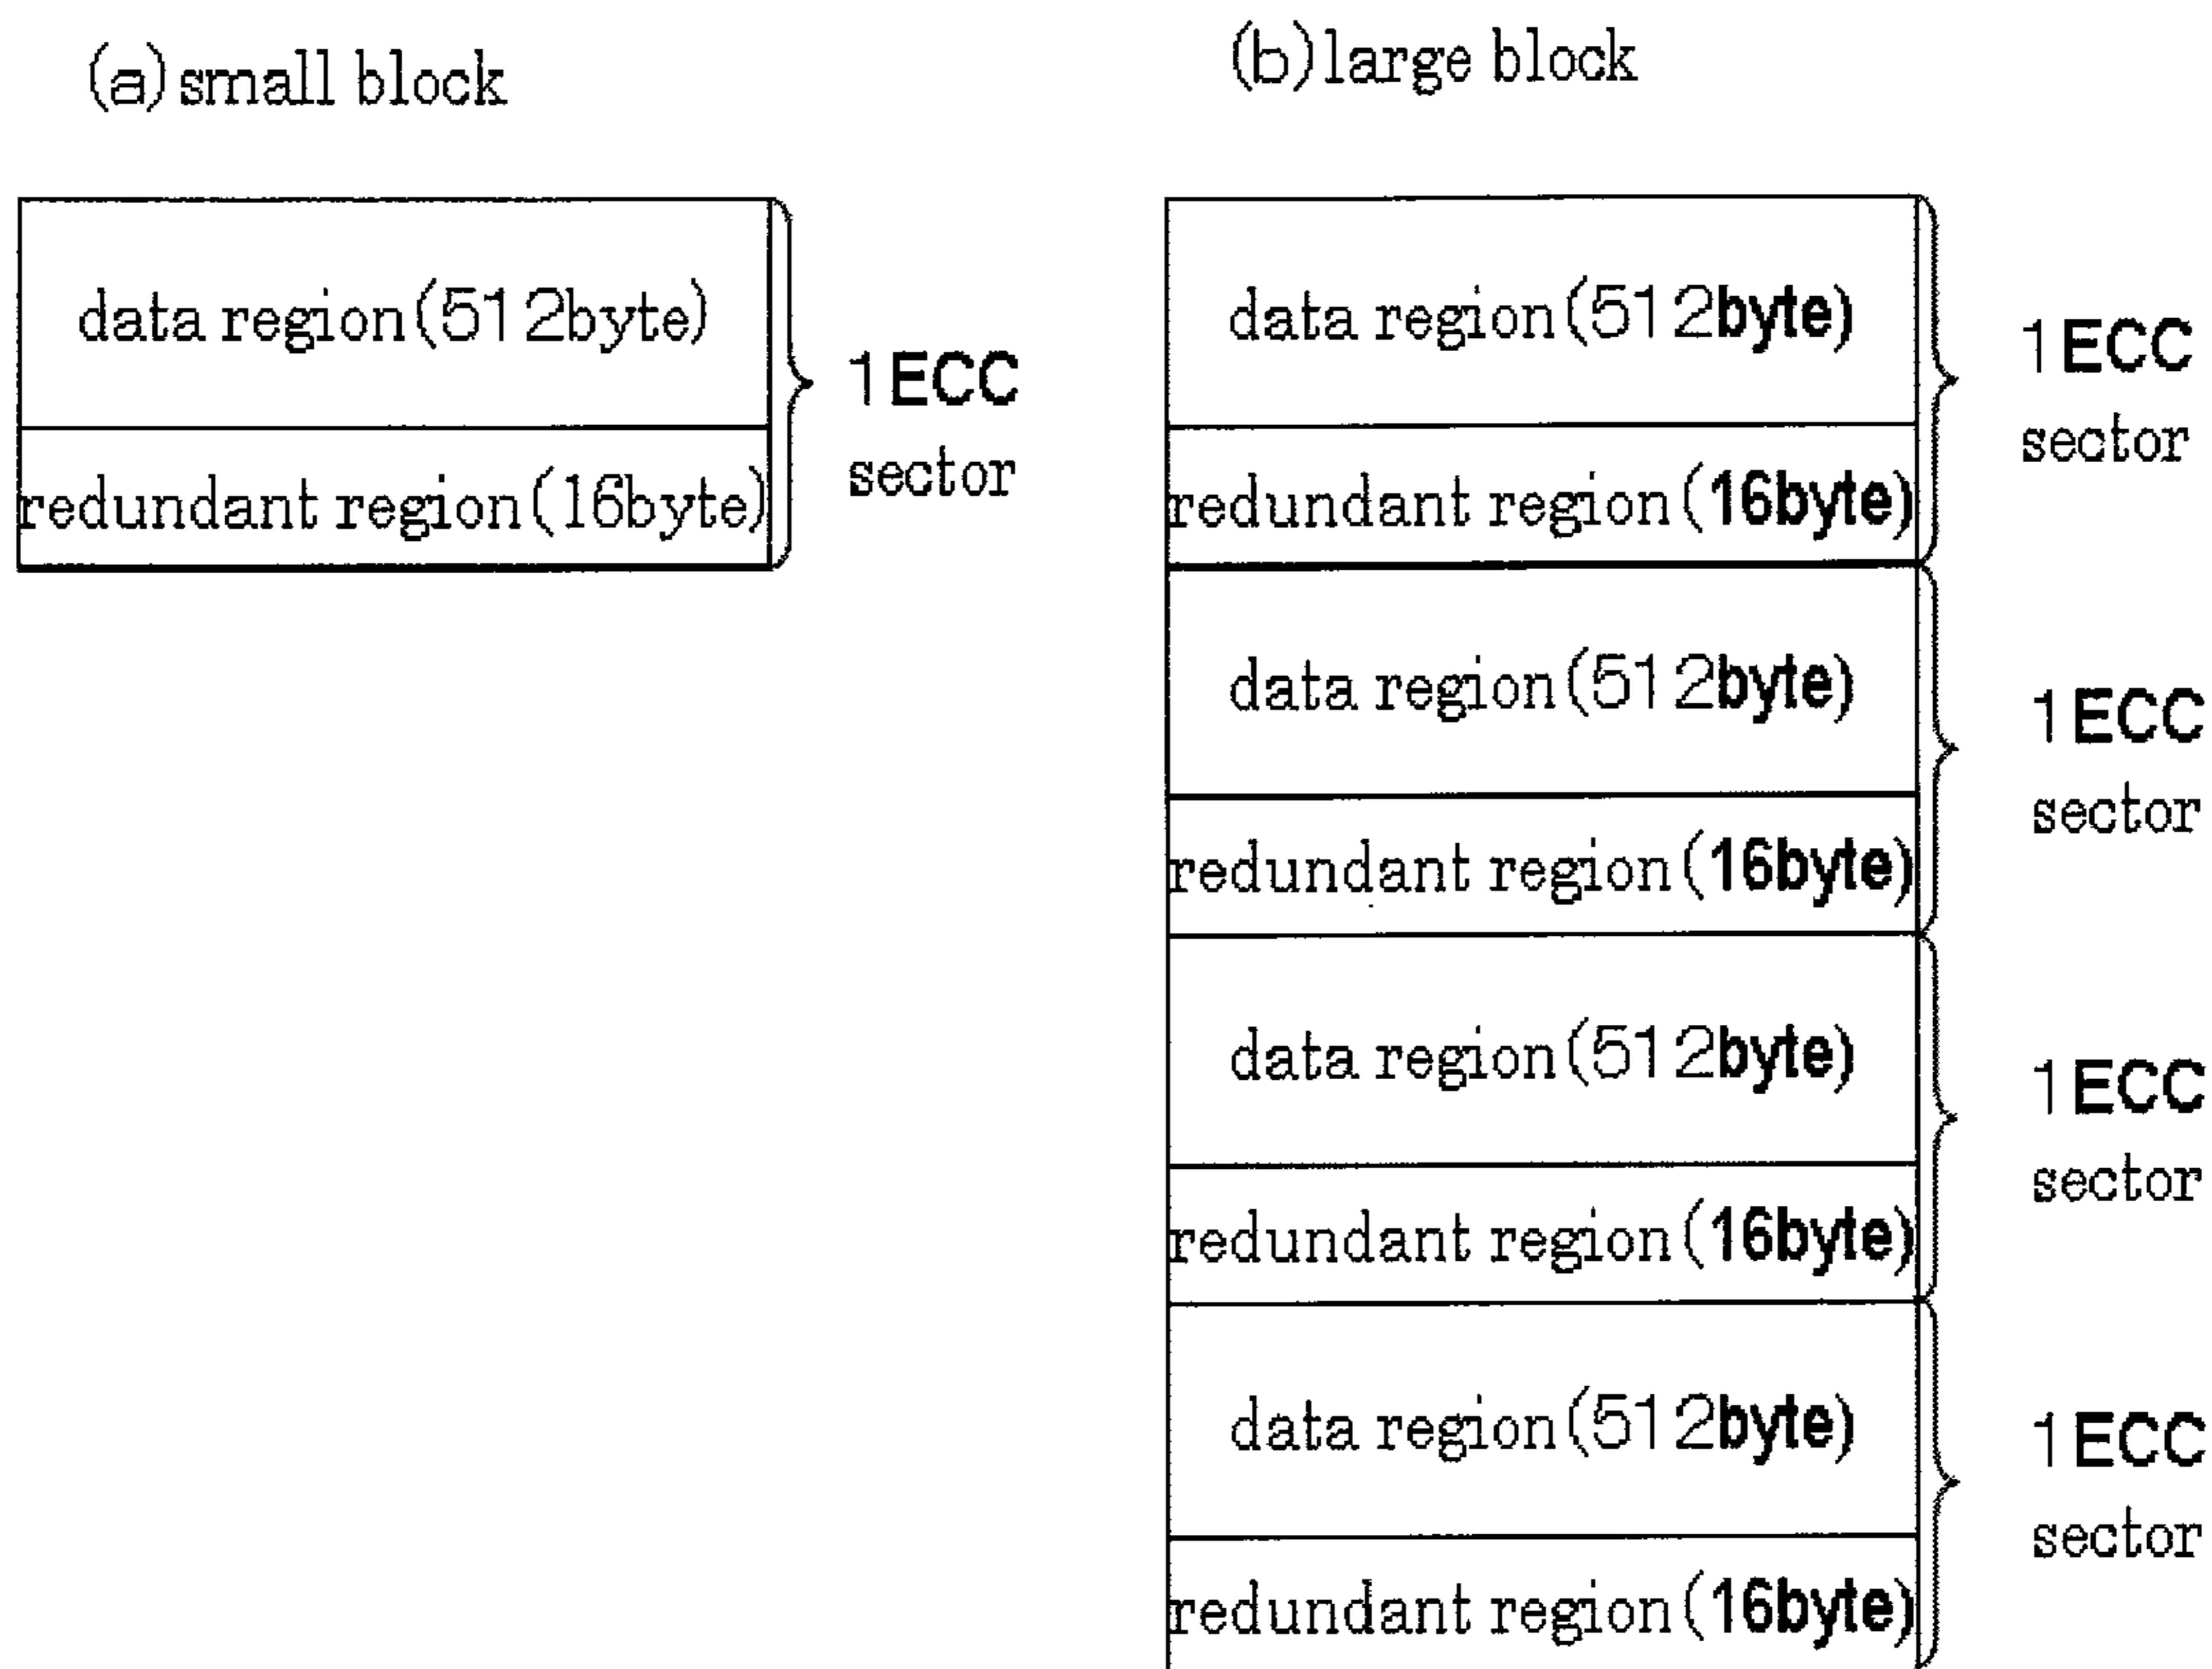 (a)small block
data region(512byte)
redundant region(16byte)
1ECC
sector
(b)large block
data region(512byte)
redundant region(16byte)
1ECC
sector
data region(512byte)
redundant region(16byte)
1ECC
sector
data region(512byte)
redundant region(16byte)
1ECC
sector
data region(512byte)
redundant region(16byte)
1ECC
sector